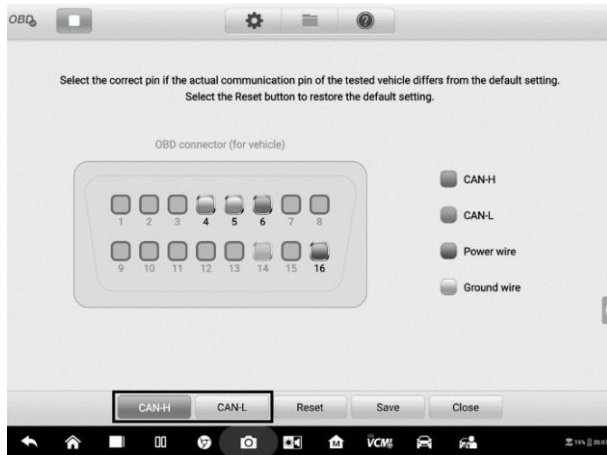 OBD
Select the correct pin if the actual communication pin of the tested vehicle differs from the default setting.
Select the Reset button to restore the default setting.
OBD connector (for vehicle)
1 2 3 4 5 6 7 8
9 10 11 12 13 14 15 16
CAN-H
CAN-L
Power wire
Ground wire
CAN-H CAN-L Reset Save Close
VCMI